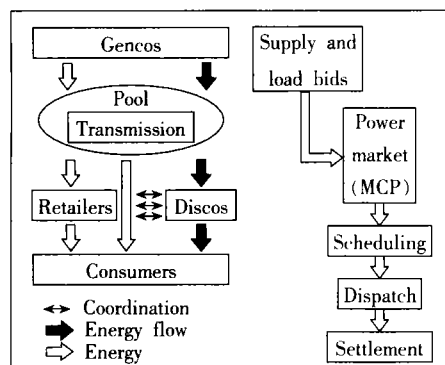 Gencos
Pool
Transmission
Retailers
Discos
Consumers
Coordination
Energy flow
Energy
Supply and
load bids
Power
market
(MCP)
Scheduling
Dispatch
Settlement